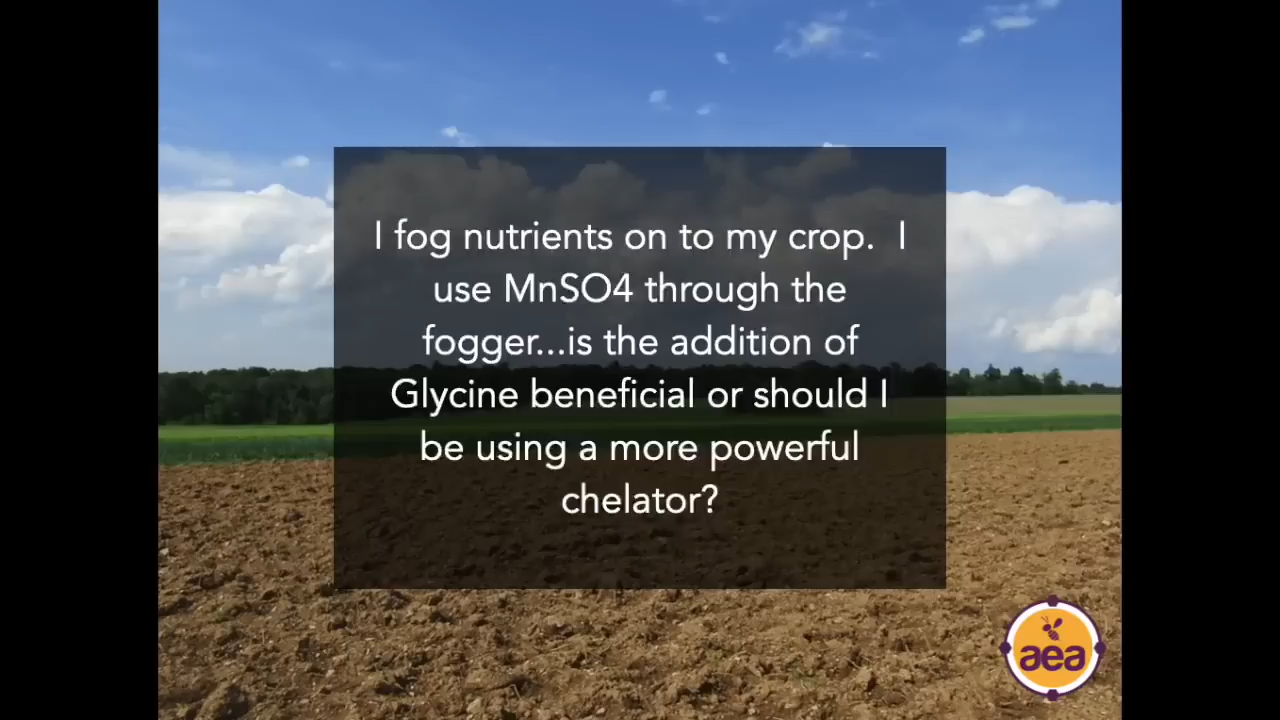 I fog nutrients on to my crop.  I
use MnSO4 through the
fogger...is the addition of
Glycine beneficial or should I
be using a more powerful
chelator?
aea